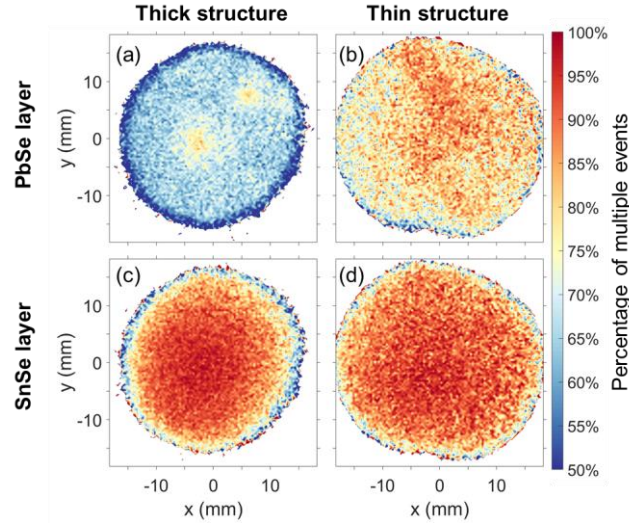 Thick structure
Thin structure
PbSe layer
SnSe layer
(a)
(b)
(c)
(d)
y (mm)
10
0
-10
y (mm)
10
0
-10
-10
0
10
x (mm)
-10
0
10
x (mm)
100%
95%
90%
85%
80%
75%
70%
65%
60%
55%
50%
Percentage of multiple events